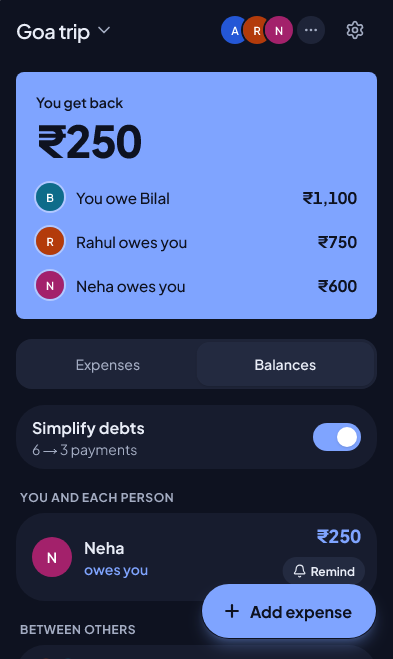 Goa trip
A R N ...
You get back
₹250
B You owe Bilal ₹1,100
R Rahul owes you ₹750
N Neha owes you ₹600
Expenses Balances
Simplify debts
6 → 3 payments
YOU AND EACH PERSON
N Neha ₹250
owes you Remind
+ Add expense
BETWEEN OTHERS